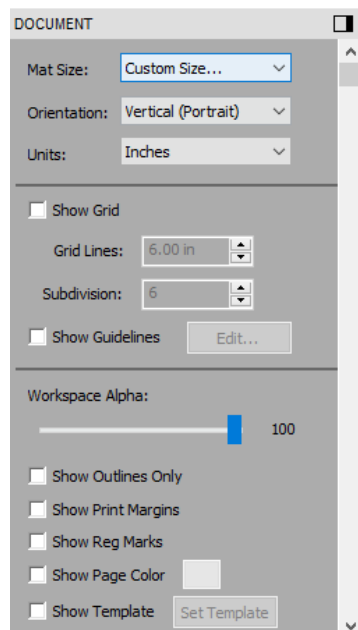 DOCUMENT
Mat Size: Custom Size...
Orientation: Vertical (Portrait)
Units: Inches
Show Grid
Grid Lines: 6.00 in
Subdivision: 6
Show Guidelines Edit...
Workspace Alpha:
100
Show Outlines Only
Show Print Margins
Show Reg Marks
Show Page Color
Show Template Set Template